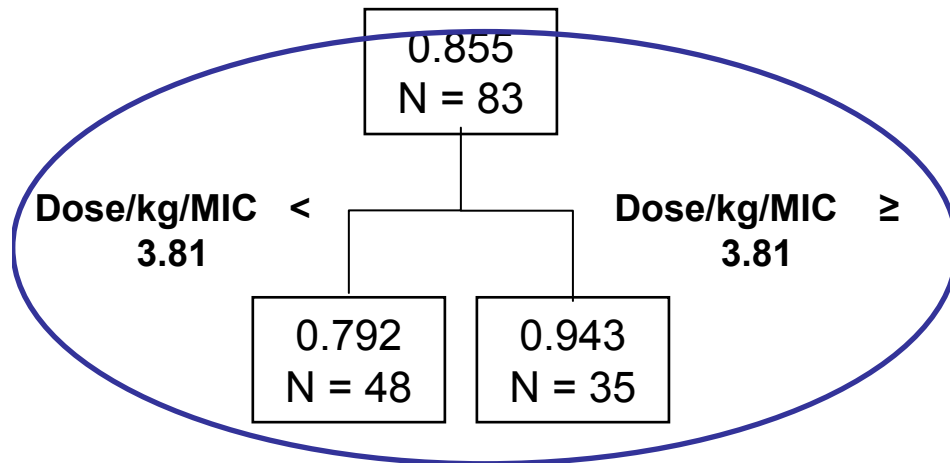 0.855
N = 83
Dose/kg/MIC <
3.81
Dose/kg/MIC ≥
3.81
0.792
N = 48
0.943
N = 35